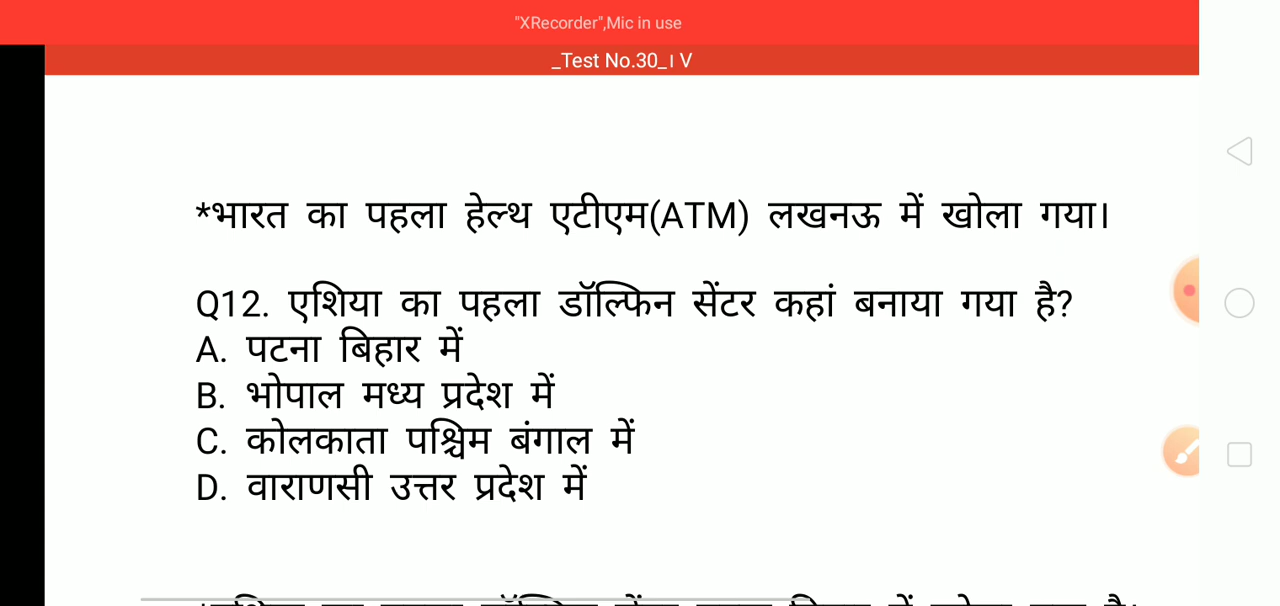 "XRecorder",Mic in use
_Test No.30_। V
*भारत का पहला हेल्थ एटीएम(ATM) लखनऊ में खोला गया।
Q12. एशिया का पहला डॉल्फिन सेंटर कहां बनाया गया है?
A. पटना बिहार में
B. भोपाल मध्य प्रदेश में
C. कोलकाता पश्चिम बंगाल में
D. वाराणसी उत्तर प्रदेश में